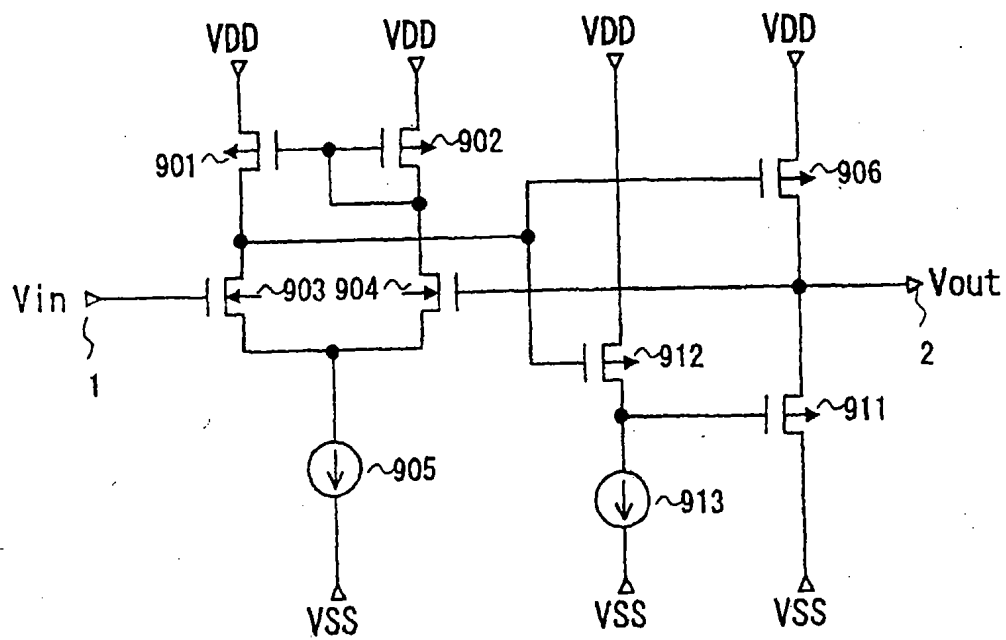 VDD VDD VDD VDD
901 902 906
Vin 903 904 Vout
1 912 2
911
905 913
VSS VSS VSS